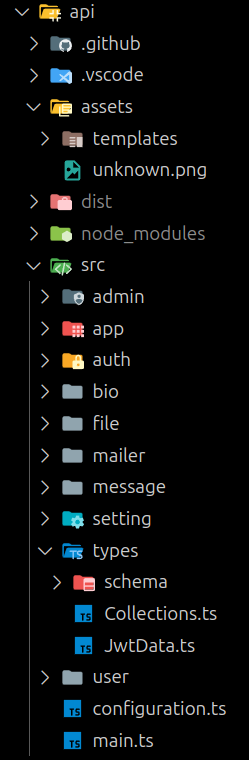 api
.github
.vscode
assets
templates
unknown.png
dist
node_modules
src
admin
app
auth
bio
file
mailer
message
setting
TS types
schema
TS Collections.ts
TS JwtData.ts
user
TS configuration.ts
TS main.ts